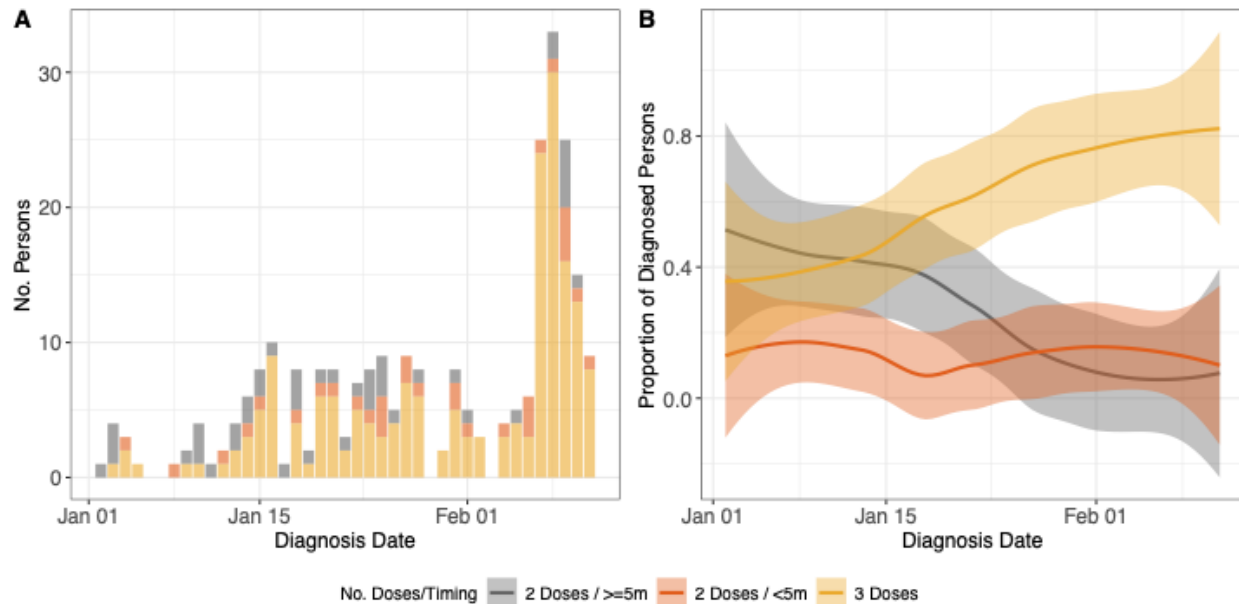 A
No. Persons
30
20
10
0
Jan 01
Jan 15
Feb 01
Diagnosis Date
B
Proportion of Diagnosed Persons
0.8
0.4
0.0
Jan 01
Jan 15
Feb 01
Diagnosis Date
No. Doses/Timing
2 Doses / >=5m
2 Doses / <5m
3 Doses